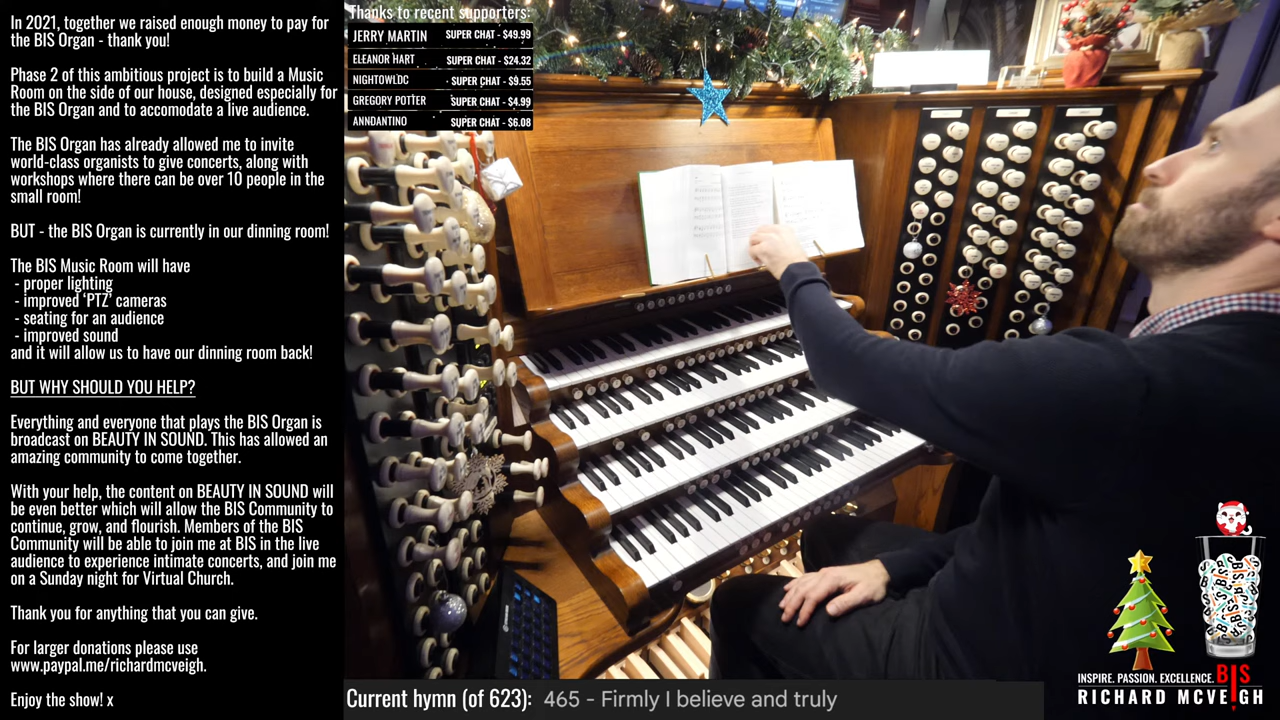 In 2021, together we raised enough money to pay for
the BIS Organ - thank you!
Phase 2 of this ambitious project is to build a Music
Room on the side of our house, designed especially for
the BIS Organ and to accomodate a live audience.
The BIS Organ has already allowed me to invite
world-class organists to give concerts, along with
workshops where there can be over 10 people in the
small room!
BUT - the BIS Organ is currently in our dinning room!
The BIS Music Room will have
- proper lighting
- improved ‘PTZ’ cameras
- seating for an audience
- improved sound
and it will allow us to have our dinning room back!
BUT WHY SHOULD YOU HELP?
Everything and everyone that plays the BIS Organ is
broadcast on BEAUTY IN SOUND. This has allowed an
amazing community to come together.
With your help, the content on BEAUTY IN SOUND will
be even better which will allow the BIS Community to
continue, grow, and flourish. Members of the BIS
Community will be able to join me at BIS in the live
audience to experience intimate concerts, and join me
on a Sunday night for Virtual Church.
Thank you for anything that you can give.
For larger donations please use
www.paypal.me/richardmcveigh.
Enjoy the show! x
Thanks to recent supporters:
JERRY MARTIN SUPER CHAT - $49.99
ELEANOR HART SUPER CHAT - $24.32
NIGHTOWLDC SUPER CHAT - $9.55
GREGORY POTTER SUPER CHAT - $4.99
ANNDANTINO SUPER CHAT - $6.08
Current hymn (of 623): 465 - Firmly I believe and truly
INSPIRE. PASSION. EXCELLENCE. BIS
RICHARD MCVEIGH